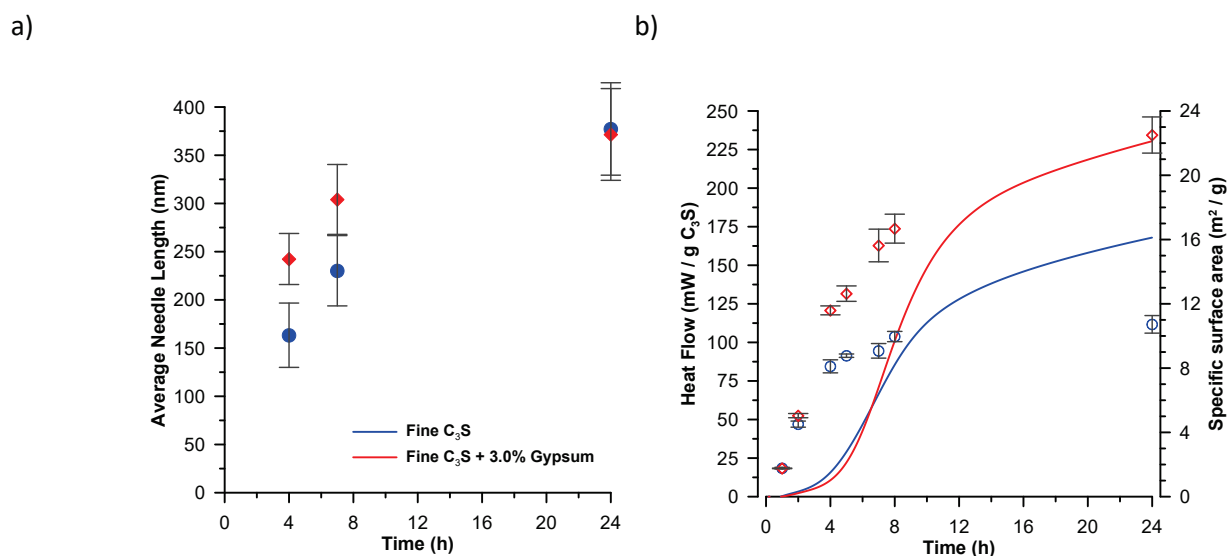 a)
Average Needle Length (nm)
400
350
300
250
200
150
100
50
0
0 4 8 12 16 20 24
Time (h)
Fine C₃S
Fine C₃S + 3.0% Gypsum
b)
Heat Flow (mW / g C₃S)
250
225
200
175
150
125
100
75
50
25
0
0 4 8 12 16 20 24
Time (h)
24
20
16
12
8
4
0
Specific surface area (m² / g)